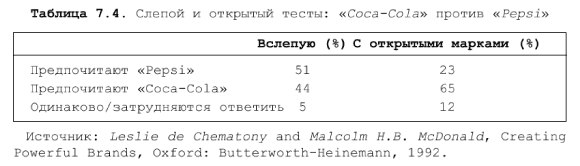 Таблица 7.4. Слепой и открытый тесты: «Coca-Cola» против «Pepsi»
Вслепую (%) С открытыми марками (%)
Предпочитают «Pepsi» 51 23
Предпочитают «Coca-Cola» 44 65
Одинаково/затрудняются ответить 5 12
Источник: Leslie de Chematony and Malcolm H.B. McDonald, Creating
Powerful Brands, Oxford: Butterworth-Heinemann, 1992.